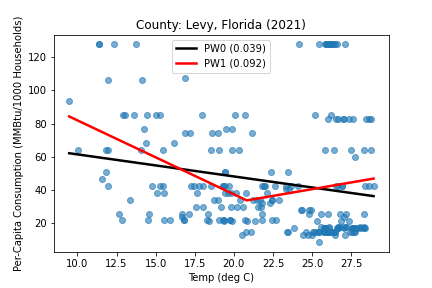 County: Levy, Florida (2021)
PW0 (0.039)
PW1 (0.092)
Per-Capita Consumption (MMBtu/1000 Households)
120
100
80
60
40
20
10.0 12.5 15.0 17.5 20.0 22.5 25.0 27.5
Temp (deg C)